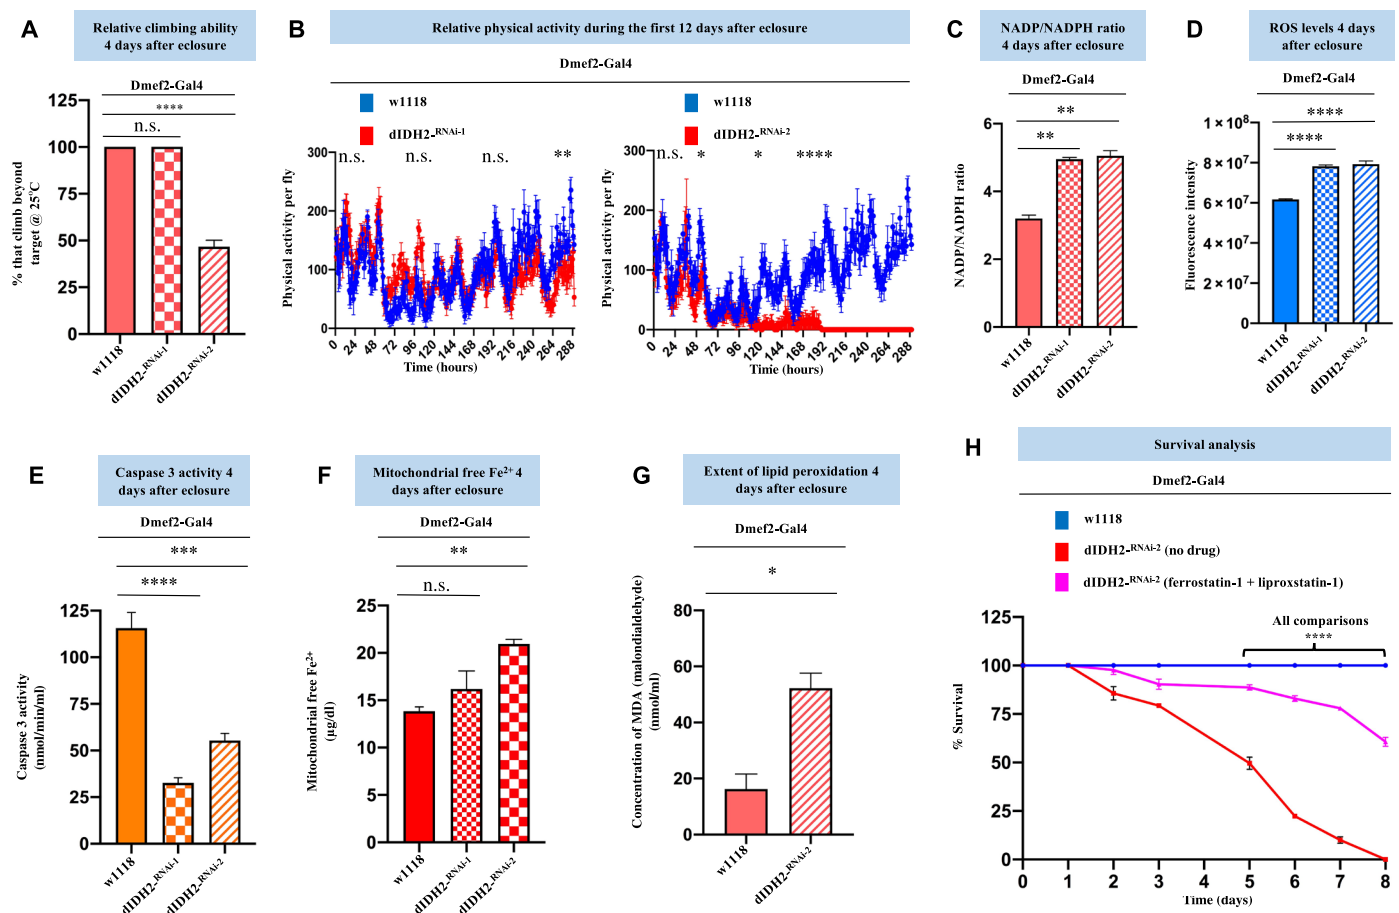 A
Relative climbing ability
4 days after eclosure
Dmef2-Gal4
****
n.s.
% that climb beyond
target @ 25°C
125
100
75
50
25
0
w1118
dIDH2-RNAi-1
dIDH2-RNAi-2
B
Relative physical activity during the first 12 days after eclosure
Dmef2-Gal4
w1118
dIDH2-RNAi-1
n.s. n.s. n.s. **
Physical activity per fly
300
200
100
0
0 24 48 72 96 120 144 168 192 216 240 264 288
Time (hours)
w1118
dIDH2-RNAi-2
n.s. * * ****
Physical activity per fly
300
200
100
0
0 24 48 72 96 120 144 168 192 216 240 264 288
Time (hours)
C
NADP/NADPH ratio
4 days after eclosure
Dmef2-Gal4
**
**
NADP/NADPH ratio
6
4
2
0
w1118
dIDH2-RNAi-1
dIDH2-RNAi-2
D
ROS levels 4 days
after eclosure
Dmef2-Gal4
****
****
Fluorescence intensity
1×10⁸
8×10⁷
6×10⁷
4×10⁷
2×10⁷
0
w1118
dIDH2-RNAi-1
dIDH2-RNAi-2
E
Caspase 3 activity 4
days after eclosure
Dmef2-Gal4
***
****
Caspase 3 activity
(nmol/min/ml)
125
100
75
50
25
0
w1118
dIDH2-RNAi-1
dIDH2-RNAi-2
F
Mitochondrial free Fe²⁺ 4
days after eclosure
Dmef2-Gal4
**
n.s.
Mitochondrial free Fe²⁺
(µg/dl)
25
20
15
10
5
0
w1118
dIDH2-RNAi-1
dIDH2-RNAi-2
G
Extent of lipid peroxidation 4
days after eclosure
Dmef2-Gal4
*
Concentration of MDA (malondialdehyde)
(nmol/ml)
80
60
40
20
0
w1118
dIDH2-RNAi-2
H
Survival analysis
Dmef2-Gal4
w1118
dIDH2-RNAi-2 (no drug)
dIDH2-RNAi-2 (ferrostatin-1 + liproxstatin-1)
All comparisons
****
% Survival
125
100
75
50
25
0
0 1 2 3 4 5 6 7 8
Time (days)